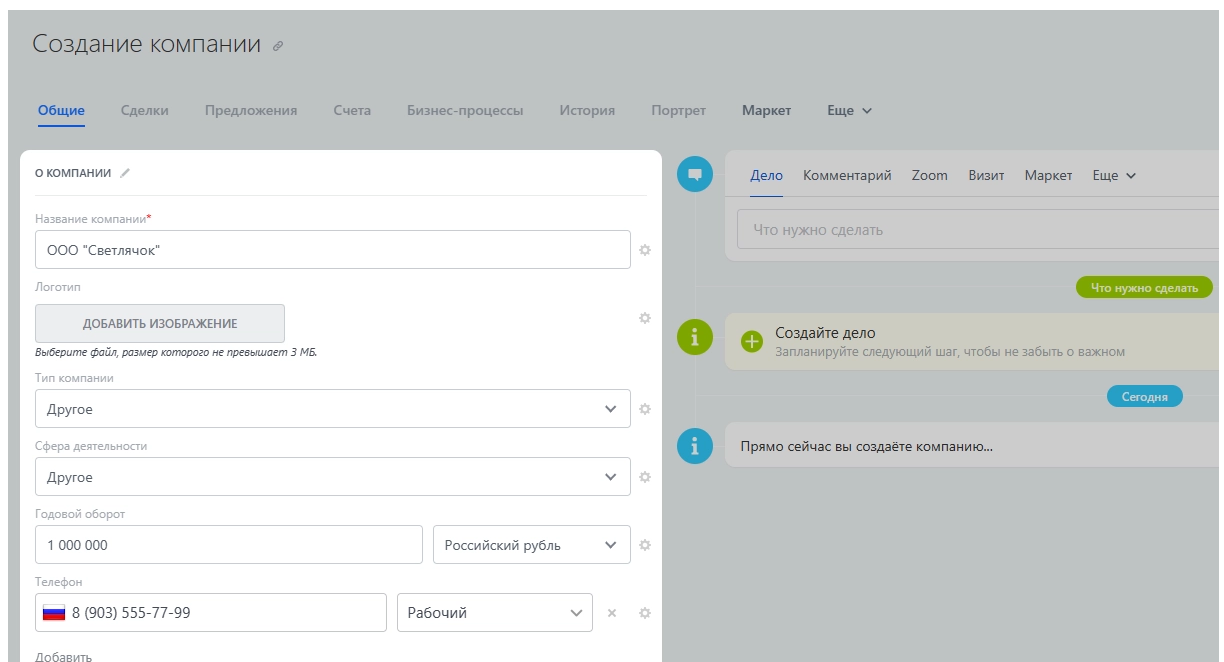 Создание компании
Общие Сделки Предложения Счета Бизнес-процессы История Портрет Маркет Еще
О КОМПАНИИ
Название компании*
ООО "Светлячок"
Логотип
ДОБАВИТЬ ИЗОБРАЖЕНИЕ
Выберите файл, размер которого не превышает 3 МБ.
Тип компании
Другое
Сфера деятельности
Другое
Годовой оборот
1 000 000 Российский рубль
Телефон
8 (903) 555-77-99 Рабочий
Добавить
Дело Комментарий Zoom Визит Маркет Еще
Что нужно сделать
Что нужно сделать
Создайте дело
Запланируйте следующий шаг, чтобы не забыть о важном
Сегодня
Прямо сейчас вы создаёте компанию...